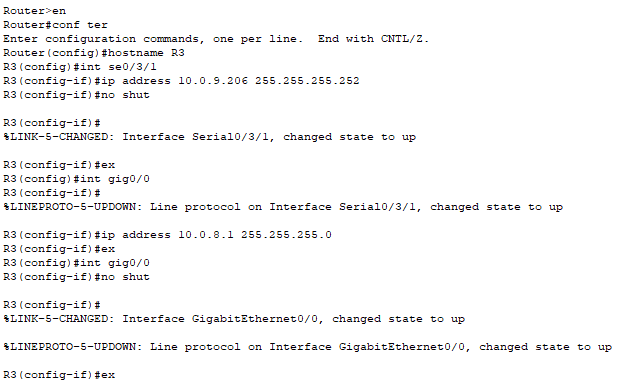 Router>en
Router#conf ter
Enter configuration commands, one per line.  End with CNTL/Z.
Router(config)#hostname R3
R3(config)#int se0/3/1
R3(config-if)#ip address 10.0.9.206 255.255.255.252
R3(config-if)#no shut
R3(config-if)#
%LINK-5-CHANGED: Interface Serial0/3/1, changed state to up
R3(config-if)#ex
R3(config)#int gig0/0
R3(config-if)#
%LINEPROTO-5-UPDOWN: Line protocol on Interface Serial0/3/1, changed state to up
R3(config-if)#ip address 10.0.8.1 255.255.255.0
R3(config-if)#ex
R3(config)#int gig0/0
R3(config-if)#no shut
R3(config-if)#
%LINK-5-CHANGED: Interface GigabitEthernet0/0, changed state to up
%LINEPROTO-5-UPDOWN: Line protocol on Interface GigabitEthernet0/0, changed state to up
R3(config-if)#ex